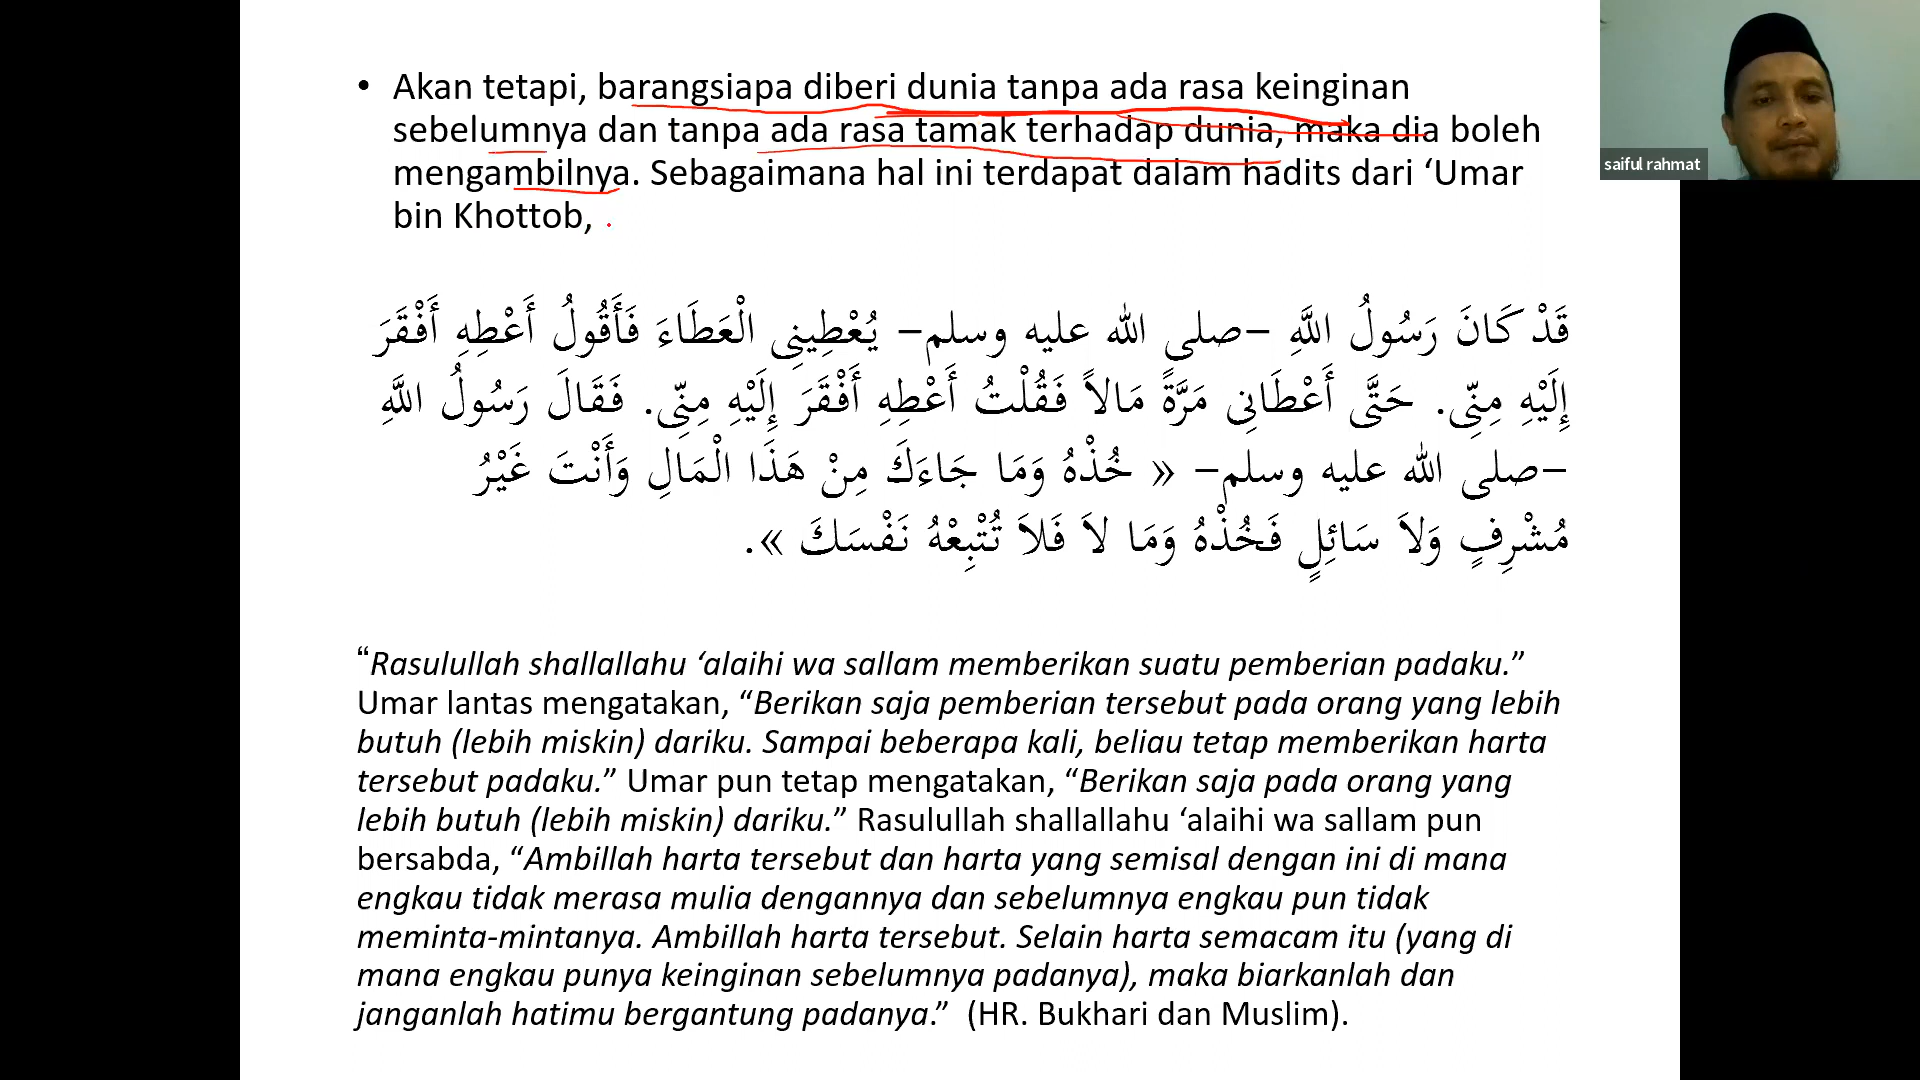 • Akan tetapi, barangsiapa diberi dunia tanpa ada rasa keinginan
sebelumnya dan tanpa ada rasa tamak terhadap dunia, maka dia boleh
mengambilnya. Sebagaimana hal ini terdapat dalam hadits dari ‘Umar
bin Khottob,
قَدْ كَانَ رَسُولُ اللَّهِ –صلى الله عليه وسلم– يُعْطِينِى الْعَطَاءَ فَأَقُولُ أَعْطِهِ أَفْقَرَ
إِلَيْهِ مِنِّى. حَتَّى أَعْطَانِى مَرَّةً مَالاً فَقُلْتُ أَعْطِهِ أَفْقَرَ إِلَيْهِ مِنِّى. فَقَالَ رَسُولُ اللَّهِ
–صلى الله عليه وسلم– « خُذْهُ وَمَا جَاءَكَ مِنْ هَذَا الْمَالِ وَأَنْتَ غَيْرُ
مُشْرِفٍ وَلاَ سَائِلٍ فَخُذْهُ وَمَا لاَ فَلاَ تُتْبِعْهُ نَفْسَكَ ».
“Rasulullah shallallahu ‘alaihi wa sallam memberikan suatu pemberian padaku.”
Umar lantas mengatakan, “Berikan saja pemberian tersebut pada orang yang lebih
butuh (lebih miskin) dariku. Sampai beberapa kali, beliau tetap memberikan harta
tersebut padaku.” Umar pun tetap mengatakan, “Berikan saja pada orang yang
lebih butuh (lebih miskin) dariku.” Rasulullah shallallahu ‘alaihi wa sallam pun
bersabda, “Ambillah harta tersebut dan harta yang semisal dengan ini di mana
engkau tidak merasa mulia dengannya dan sebelumnya engkau pun tidak
meminta-mintanya. Ambillah harta tersebut. Selain harta semacam itu (yang di
mana engkau punya keinginan sebelumnya padanya), maka biarkanlah dan
janganlah hatimu bergantung padanya.” (HR. Bukhari dan Muslim).
saiful rahmat